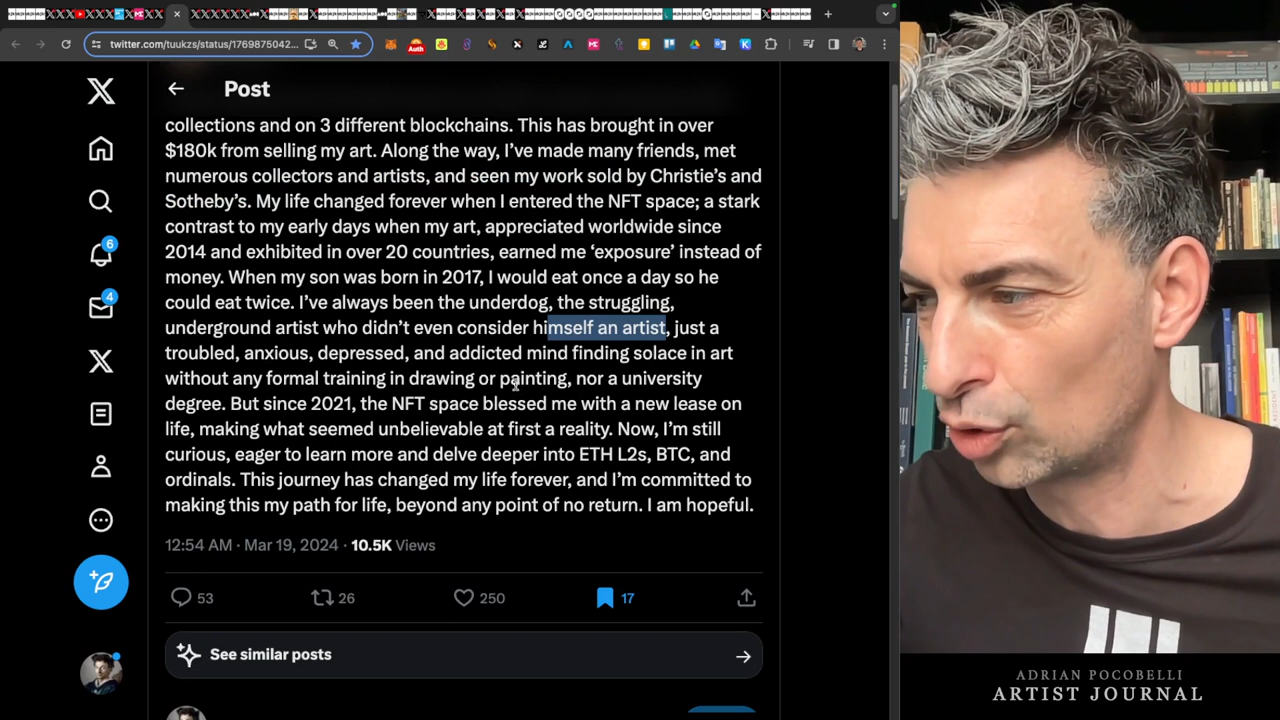 twitter.com/tuukzs/status/1769875042...
Auth
Post
collections and on 3 different blockchains. This has brought in over
$180k from selling my art. Along the way, I’ve made many friends, met
numerous collectors and artists, and seen my work sold by Christie’s and
Sotheby’s. My life changed forever when I entered the NFT space; a stark
contrast to my early days when my art, appreciated worldwide since
2014 and exhibited in over 20 countries, earned me ‘exposure’ instead of
money. When my son was born in 2017, I would eat once a day so he
could eat twice. I’ve always been the underdog, the struggling,
underground artist who didn’t even consider himself an artist, just a
troubled, anxious, depressed, and addicted mind finding solace in art
without any formal training in drawing or painting, nor a university
degree. But since 2021, the NFT space blessed me with a new lease on
life, making what seemed unbelievable at first a reality. Now, I’m still
curious, eager to learn more and delve deeper into ETH L2s, BTC, and
ordinals. This journey has changed my life forever, and I’m committed to
making this my path for life, beyond any point of no return. I am hopeful.
12:54 AM · Mar 19, 2024 · 10.5K Views
53 26 250 17
See similar posts
6
4
ADRIAN POCOBELLI
ARTIST JOURNAL